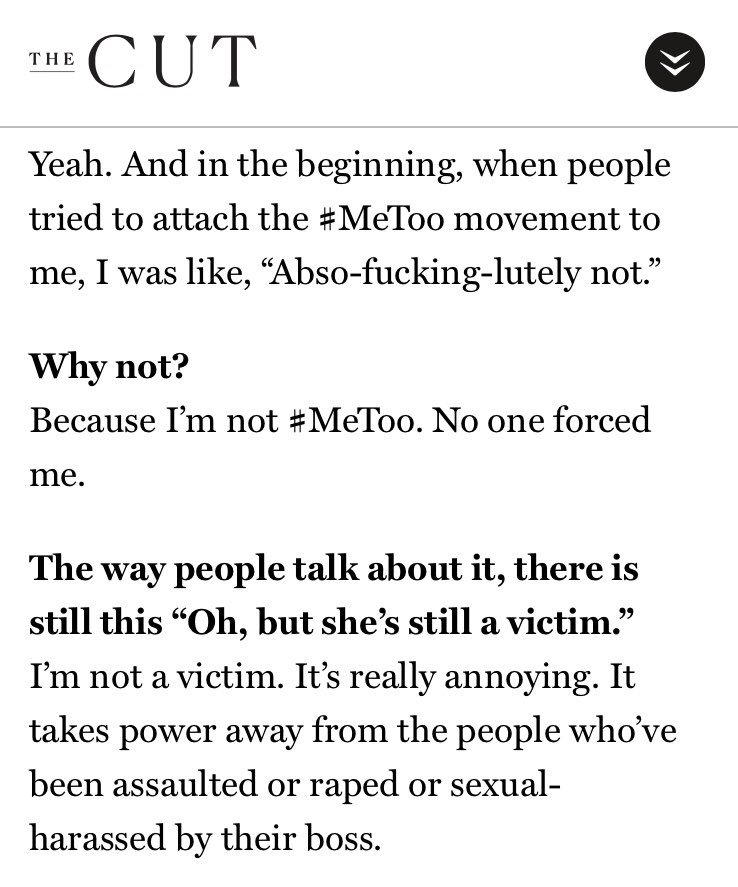 THE CUT
Yeah. And in the beginning, when people
tried to attach the #MeToo movement to
me, I was like, “Abso-fucking-lutely not.”
Why not?
Because I’m not #MeToo. No one forced
me.
The way people talk about it, there is
still this “Oh, but she’s still a victim.”
I’m not a victim. It’s really annoying. It
takes power away from the people who’ve
been assaulted or raped or sexual-
harassed by their boss.